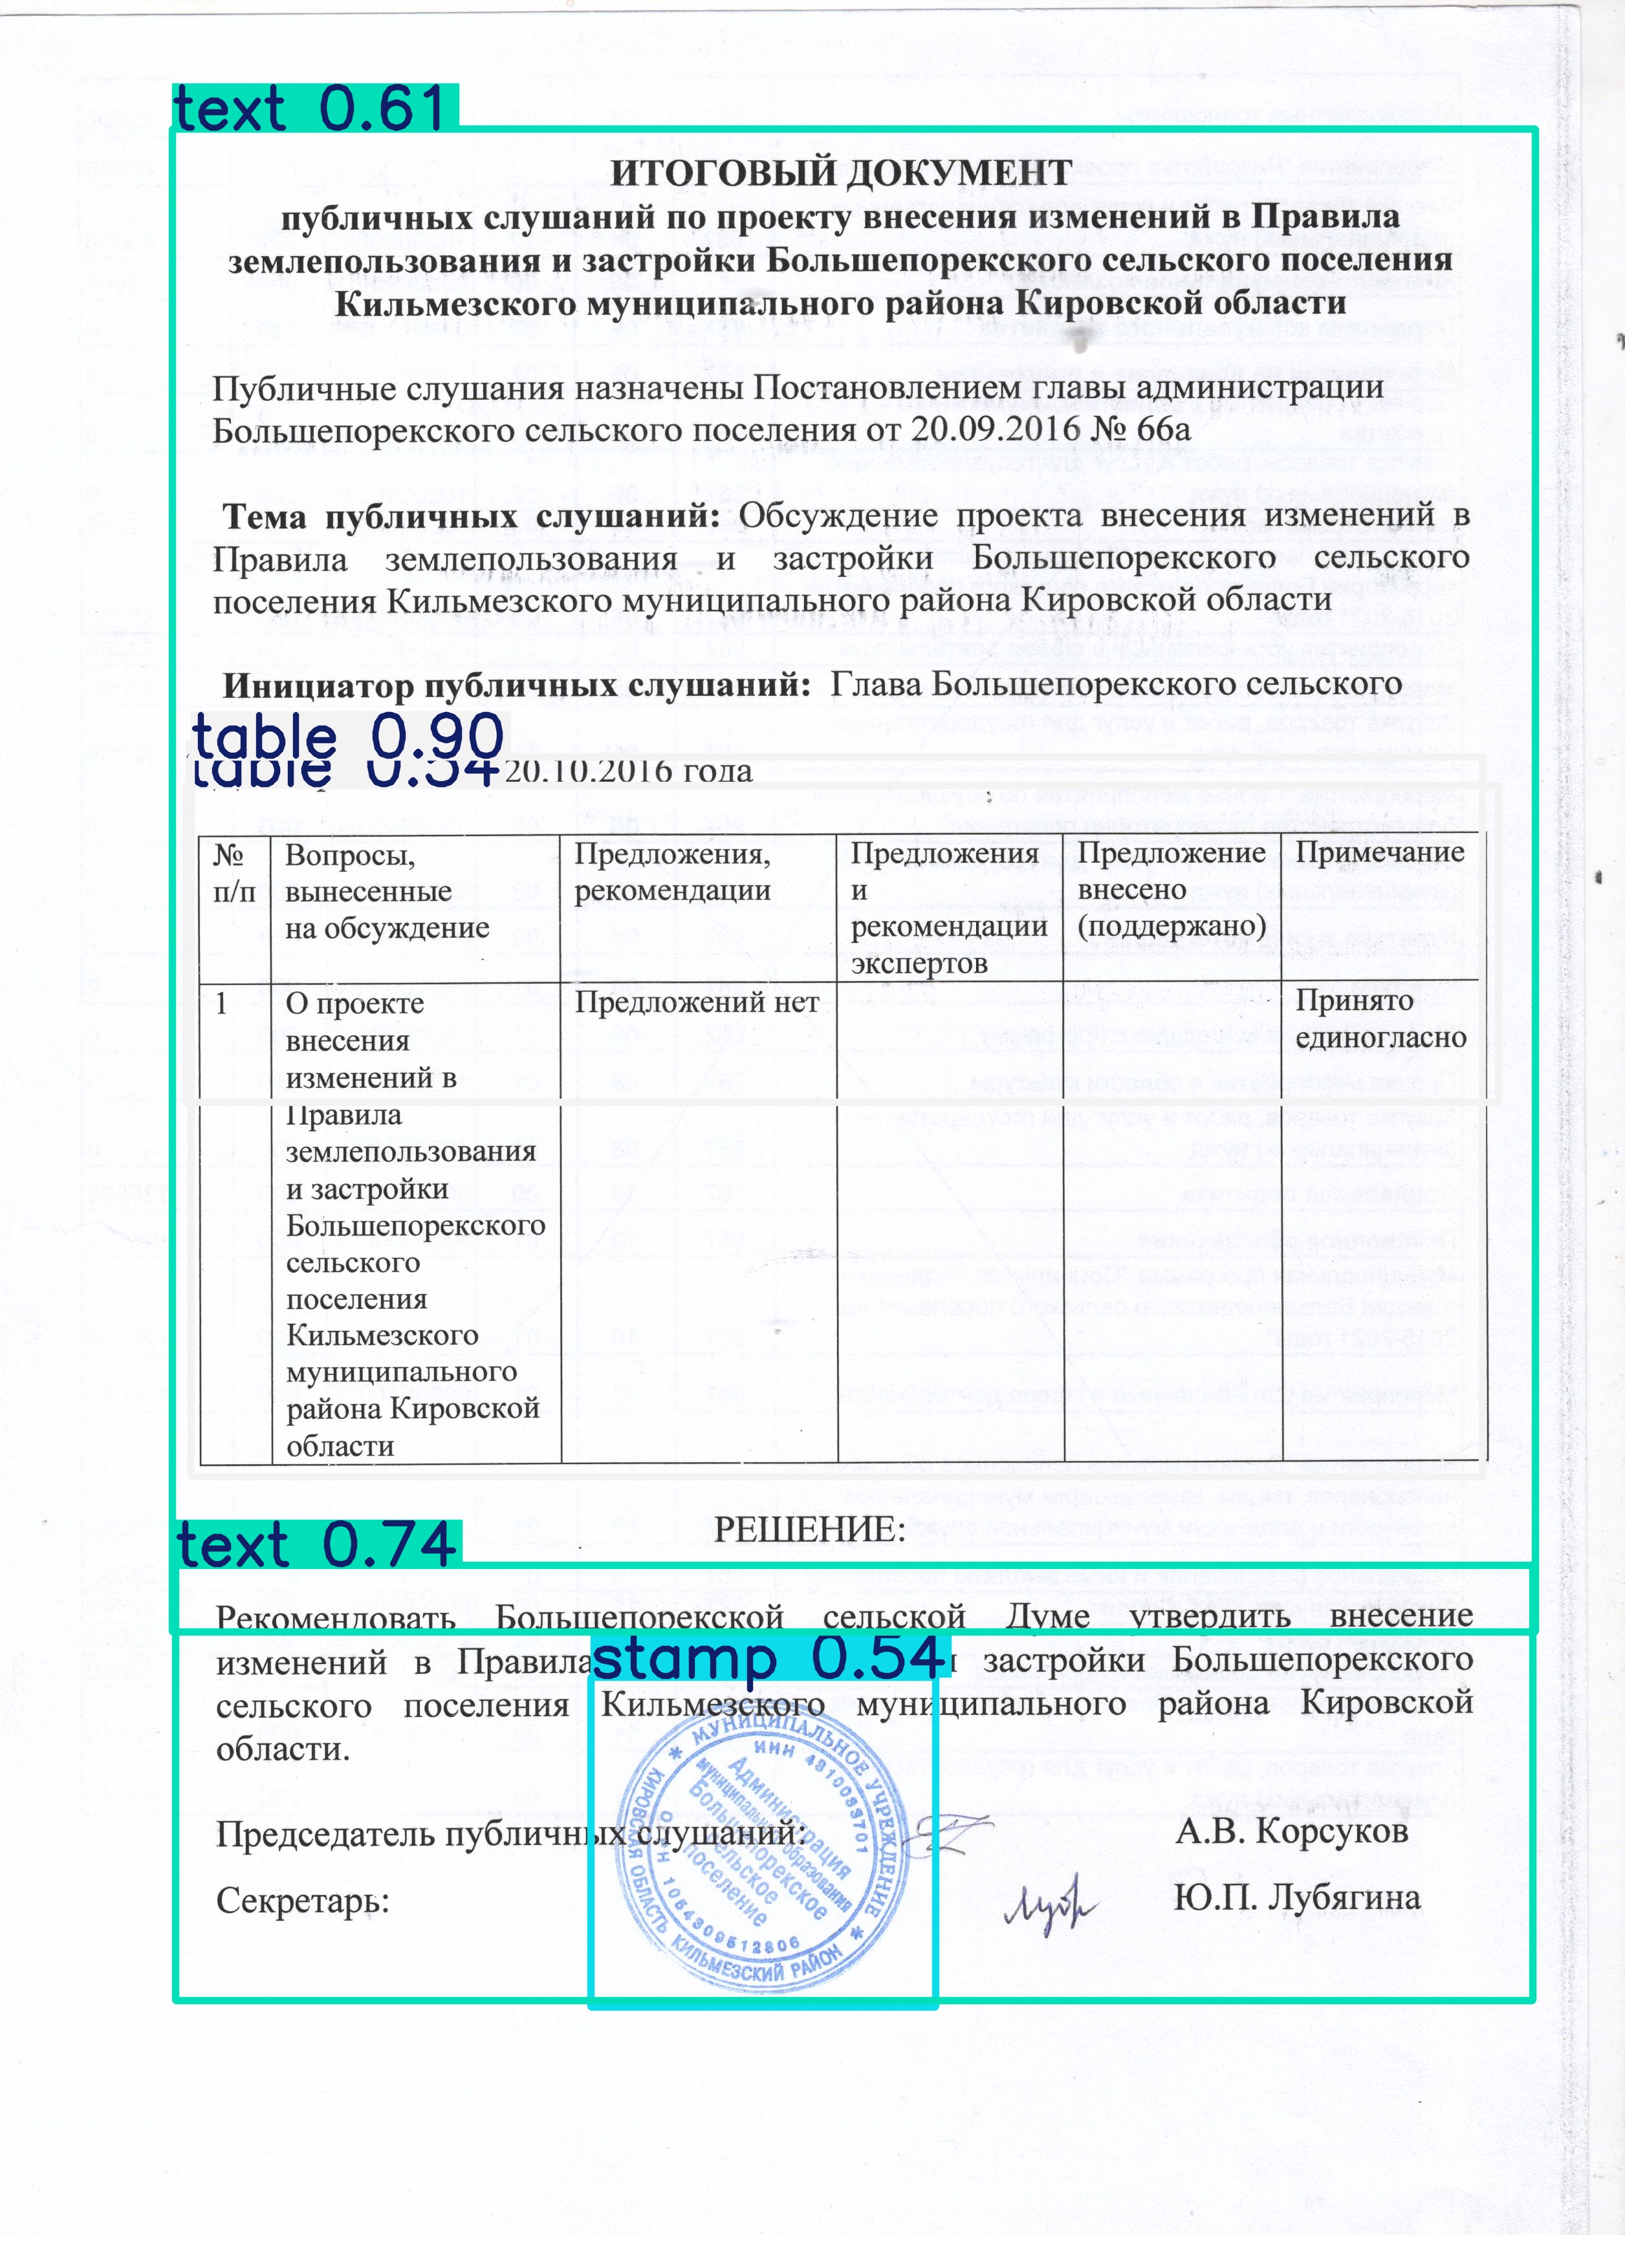 text 0.61
ИТОГОВЫЙ ДОКУМЕНТ
публичных слушаний по проекту внесения изменений в Правила
землепользования и застройки Большепорекского сельского поселения
Кильмезского муниципального района Кировской области
Публичные слушания назначены Постановлением главы администрации
Большепорекского сельского поселения от 20.09.2016 № 66а
Тема публичных слушаний: Обсуждение проекта внесения изменений в
Правила землепользования и застройки Большепорекского сельского
поселения Кильмезского муниципального района Кировской области
Инициатор публичных слушаний: Глава Большепорекского сельского
table 0.90
table 0.34 20.10.2016 года
№
п/п
Вопросы,
вынесенные
на обсуждение
Предложения,
рекомендации
Предложения
и
рекомендации
экспертов
Предложение
внесено
(поддержано)
Примечание
1
О проекте
внесения
изменений в
Правила
землепользования
и застройки
Большепорекского
сельского
поселения
Кильмезского
муниципального
района Кировской
области
Предложений нет
Принято
единогласно
РЕШЕНИЕ:
text 0.74
Рекомендовать Большепорекской сельской Думе утвердить внесение
изменений в Правила застройки Большепорекского
stamp 0.54
сельского поселения Кильмезского муниципального района Кировской
области.
Председатель публичных слушаний: А.В. Корсуков
Секретарь: Ю.П. Лубягина
МУНИЦИПАЛЬНОЕ УЧРЕЖДЕНИЕ
КИРОВСКАЯ ОБЛАСТЬ КИЛЬМЕЗСКИЙ РАЙОН
ИНН
Администрация
муниципального образования
Большепорекское
сельское
поселение